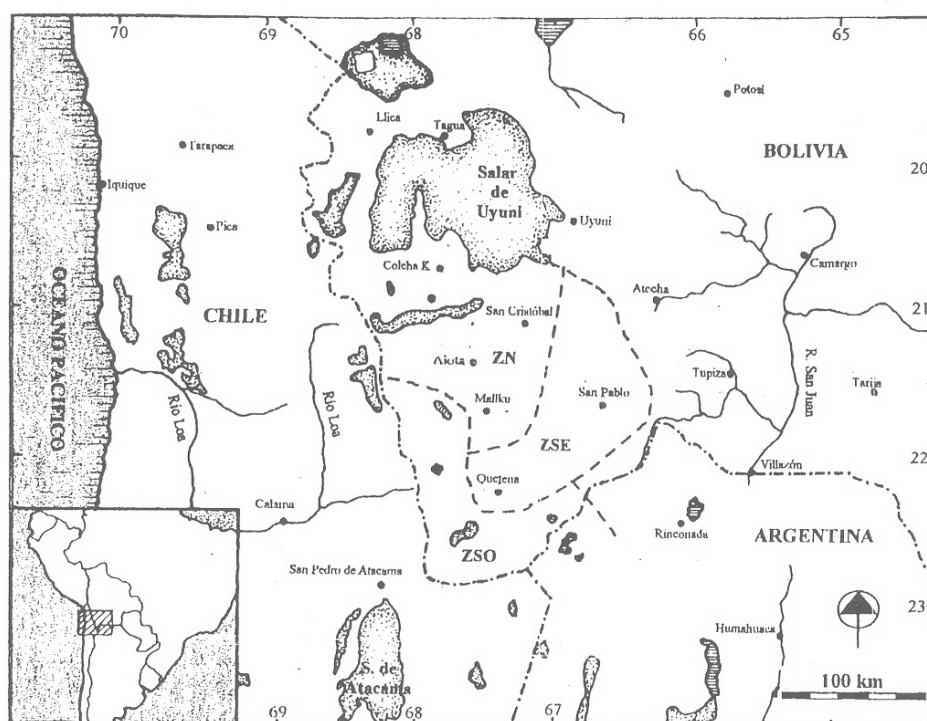 70
69
68
66
65
Potosí
Llica
Tagua
Tarapaca
BOLIVIA
20
Salar
de
Uyuni
Iquique
Uyuni
Pica
Colcha K
Camargo
OCEANO PACIFICO
Atocha
CHILE
San Cristóbal
21
ZN
Alota
Tupiza
R. San Juan
Tarija
Mallku
San Pablo
Río Loa
Río Loa
ZSE
22
Villazón
Quetena
Calama
Rinconada
ARGENTINA
ZSO
San Pedro de Atacama
23
Humahuaca
S. de
Atacama
100 km
69
68
67